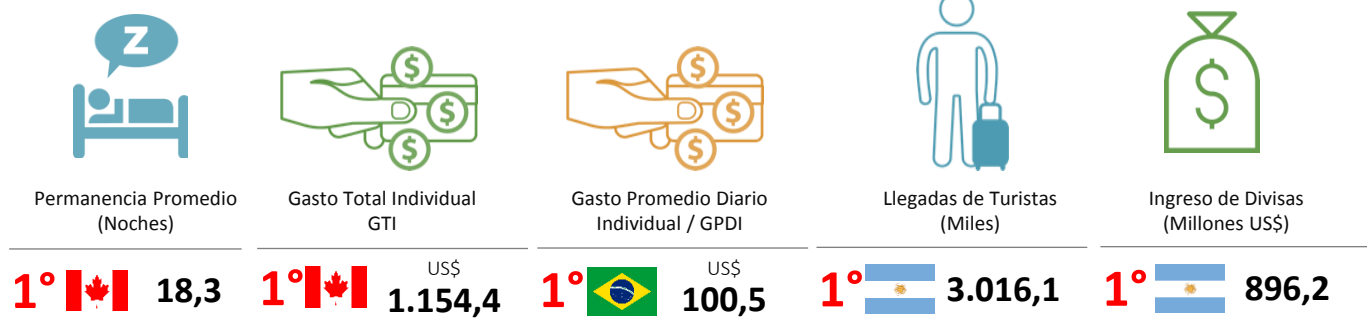 Z
$
$
$
$
$
$
$
Permanencia Promedio
(Noches)
Gasto Total Individual
GTI
Gasto Promedio Diario
Individual / GPDI
Llegadas de Turistas
(Miles)
Ingreso de Divisas
(Millones US$)
1° 18,3
1° US$
1.154,4
1° US$
100,5
1° 3.016,1
1° 896,2